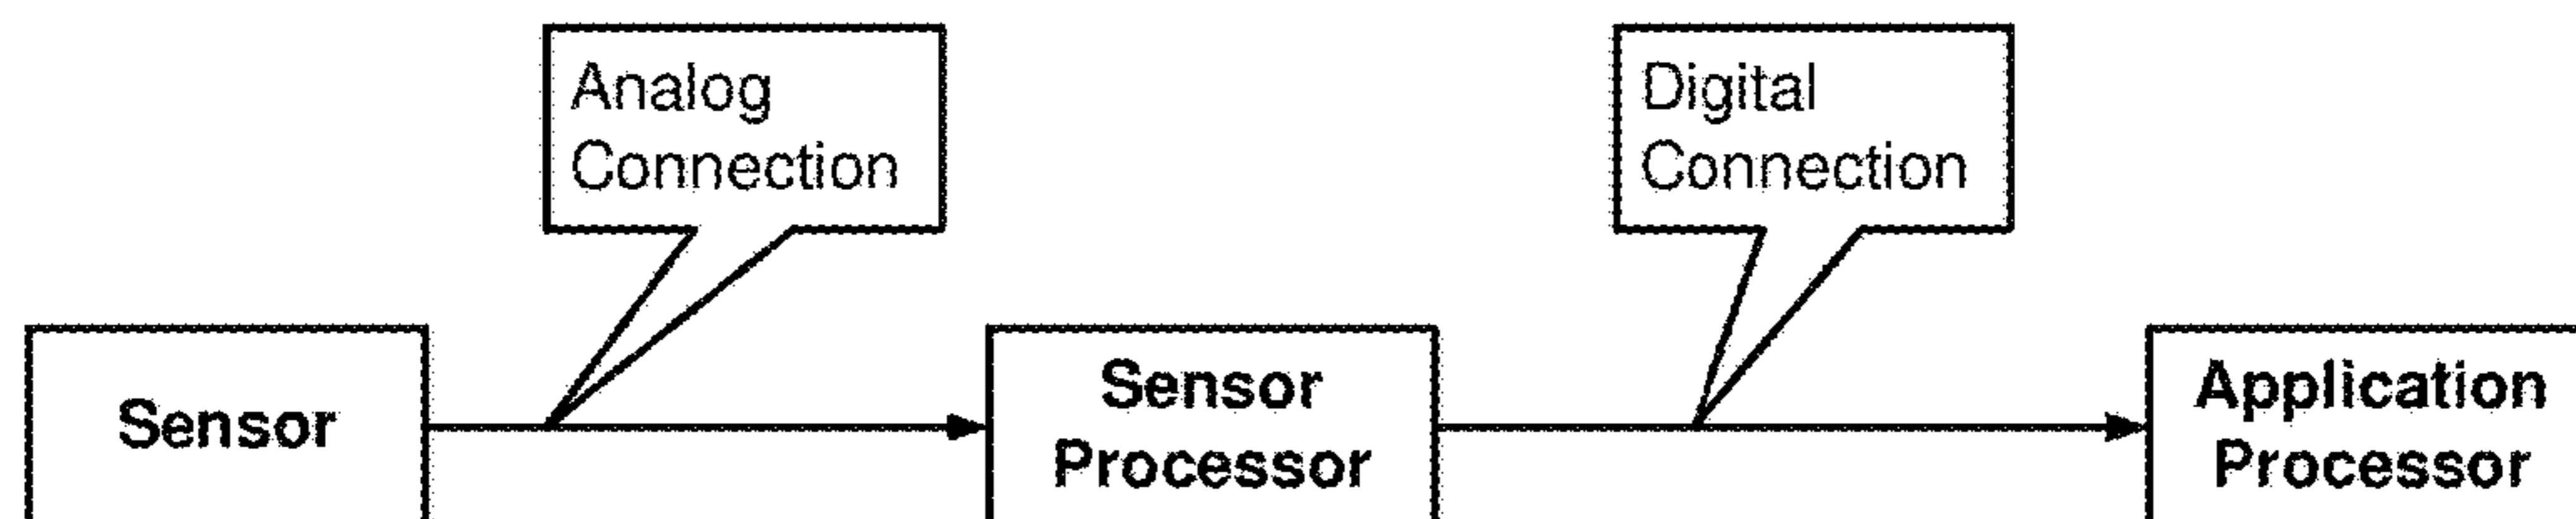 Analog
Connection
Digital
Connection
Sensor
Sensor
Processor
Application
Processor